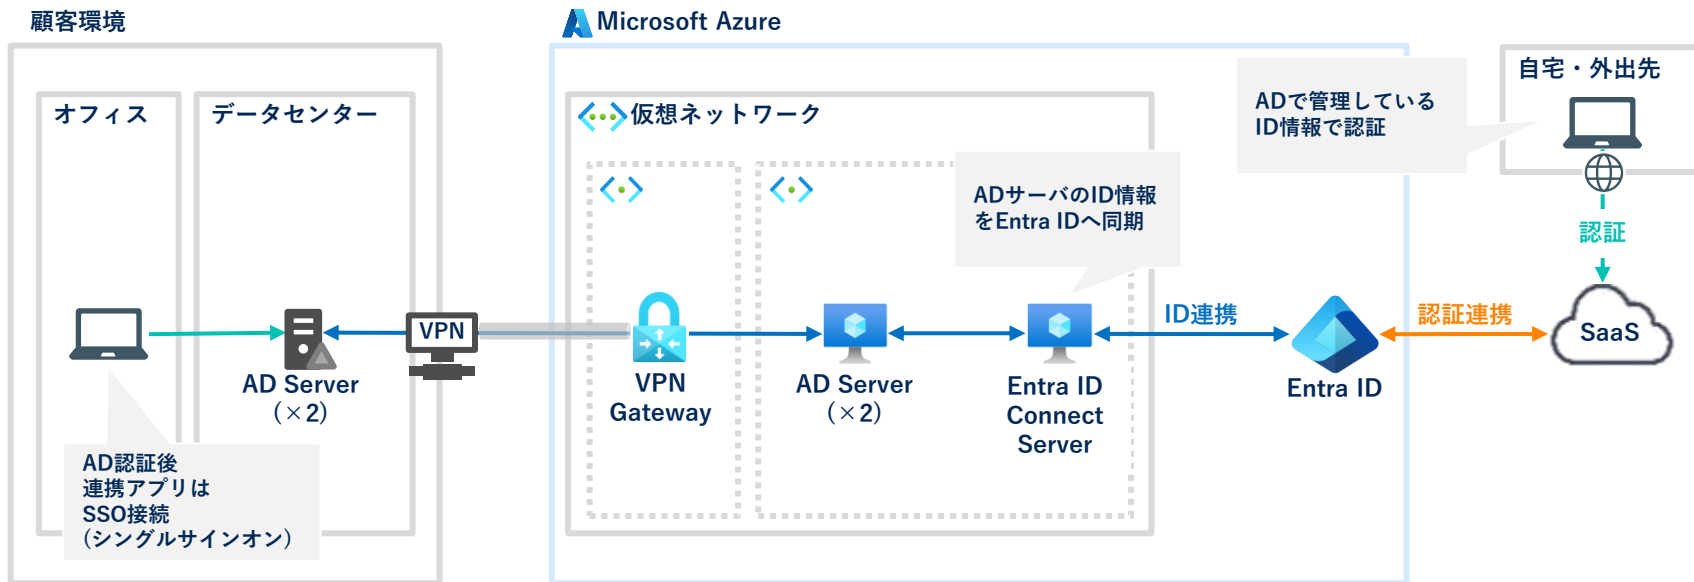 顧客環境
Microsoft Azure
自宅・外出先
オフィス
データセンター
仮想ネットワーク
ADで管理している
ID情報で認証
ADサーバのID情報
をEntra IDへ同期
認証
VPN
ID連携
認証連携
SaaS
AD Server
(×2)
VPN
Gateway
AD Server
(×2)
Entra ID
Connect
Server
Entra ID
AD認証後
連携アプリは
SSO接続
(シングルサインオン)